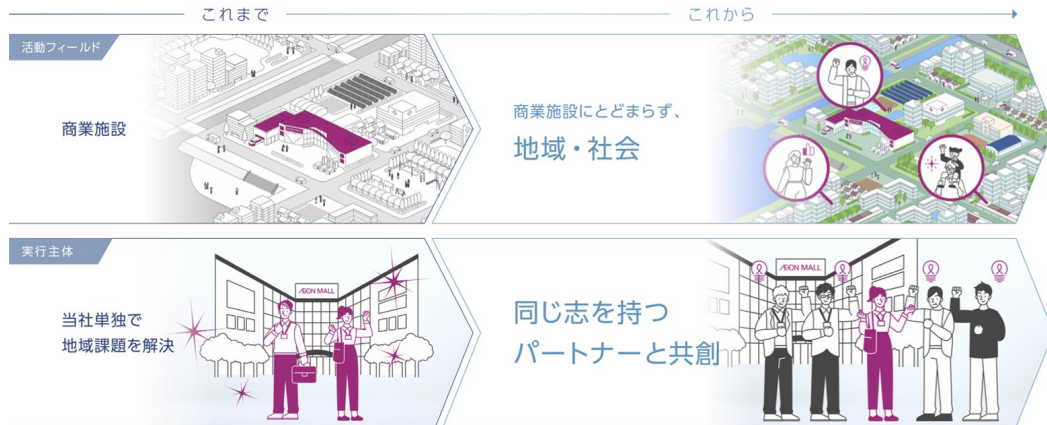 これまで
これから
活動フィールド
商業施設
商業施設にとどまらず、
地域・社会
実行主体
当社単独で
地域課題を解決
ÆON MALL
同じ志を持つ
パートナーと共創
ÆON MALL